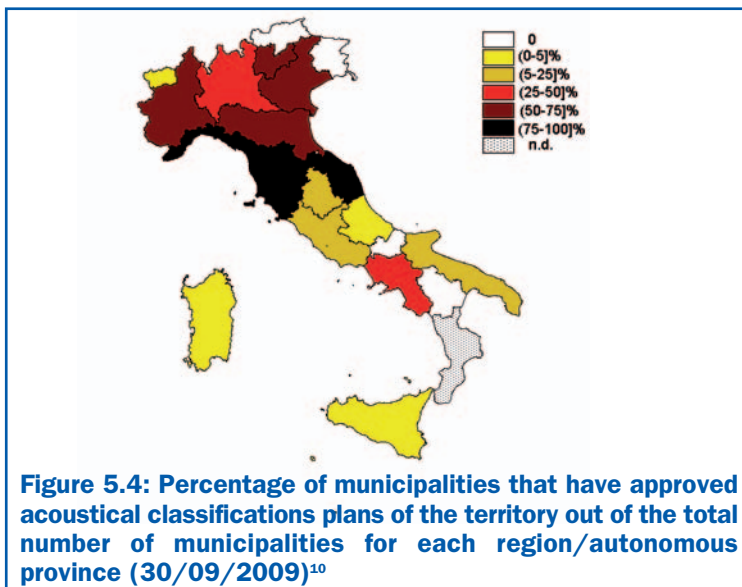 0
(0-5]%
(5-25]%
(25-50]%
(50-75]%
(75-100]%
n.d.
Figure 5.4: Percentage of municipalities that have approved
acoustical classifications plans of the territory out of the total
number of municipalities for each region/autonomous
province (30/09/2009)¹⁰